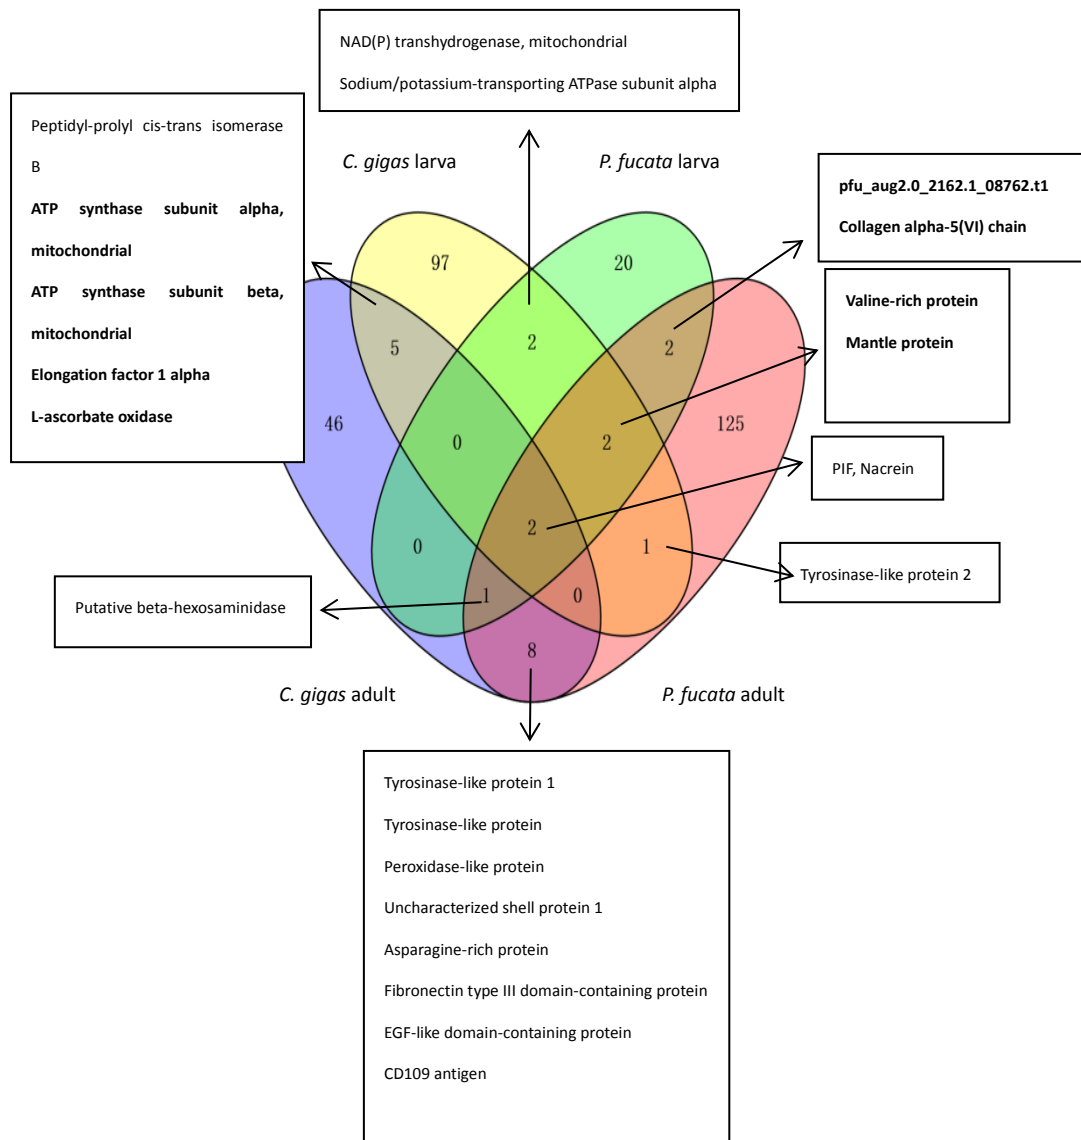 NAD(P) transhydrogenase, mitochondrial
Sodium/potassium-transporting ATPase subunit alpha
Peptidyl-prolyl cis-trans isomerase
B
ATP synthase subunit alpha,
mitochondrial
ATP synthase subunit beta,
mitochondrial
Elongation factor 1 alpha
L-ascorbate oxidase
C. gigas larva
P. fucata larva
pfu_aug2.0_2162.1_08762.t1
Collagen alpha-5(VI) chain
Valine-rich protein
Mantle protein
97
20
5
2
2
46
0
2
125
PIF, Nacrein
2
0
1
Tyrosinase-like protein 2
Putative beta-hexosaminidase
1
0
8
C. gigas adult
P. fucata adult
Tyrosinase-like protein 1
Tyrosinase-like protein
Peroxidase-like protein
Uncharacterized shell protein 1
Asparagine-rich protein
Fibronectin type III domain-containing protein
EGF-like domain-containing protein
CD109 antigen